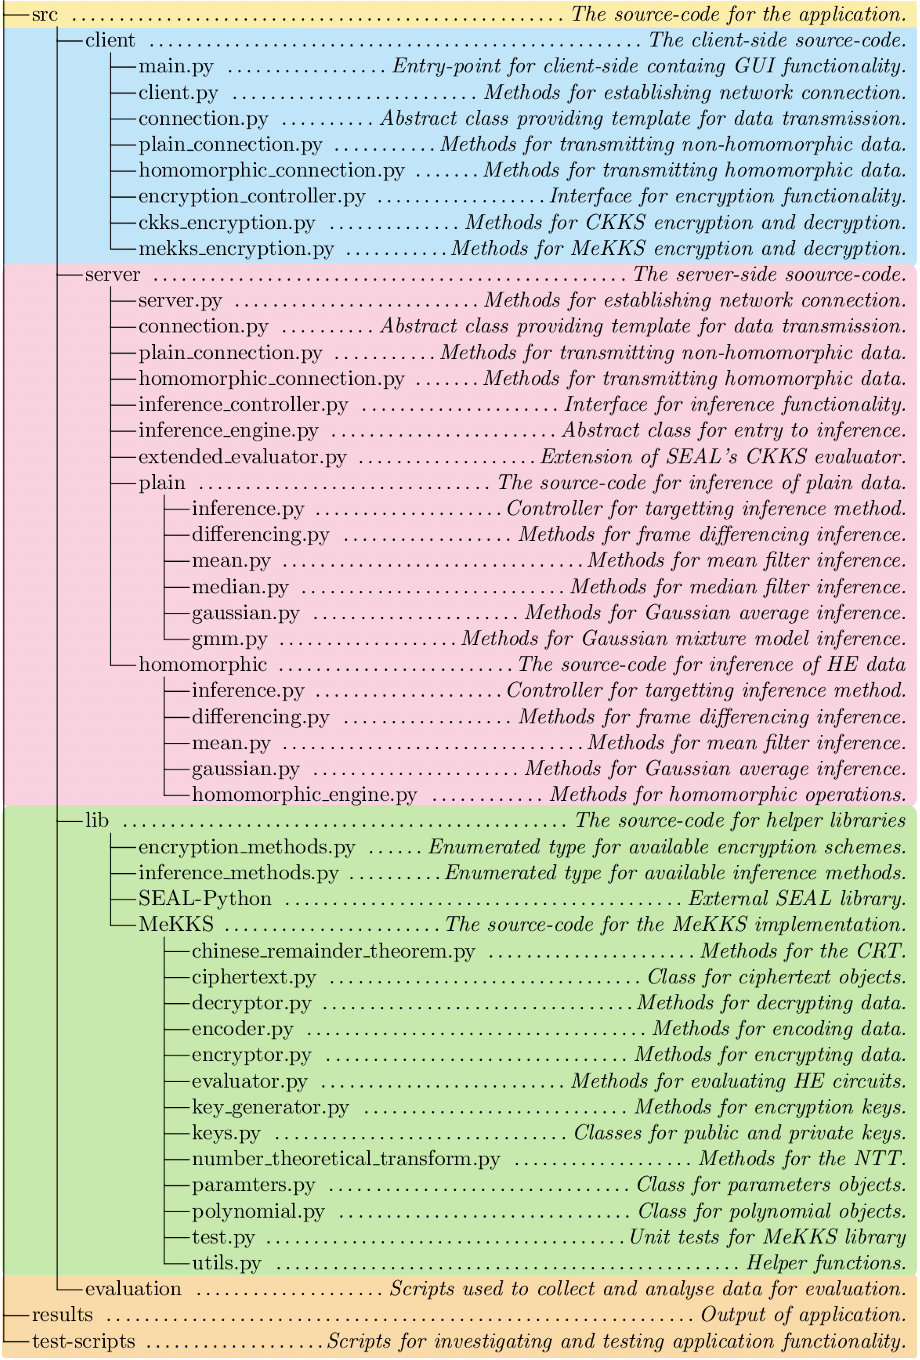 src ... The source-code for the application.
client ... The client-side source-code.
main.py ... Entry-point for client-side containg GUI functionality.
client.py ... Methods for establishing network connection.
connection.py ... Abstract class providing template for data transmission.
plain_connection.py ... Methods for transmitting non-homomorphic data.
homomorphic_connection.py ... Methods for transmitting homomorphic data.
encryption_controller.py ... Interface for encryption functionality.
ckks_encryption.py ... Methods for CKKS encryption and decryption.
mekks_encryption.py ... Methods for MeKKS encryption and decryption.
server ... The server-side soource-code.
server.py ... Methods for establishing network connection.
connection.py ... Abstract class providing template for data transmission.
plain_connection.py ... Methods for transmitting non-homomorphic data.
homomorphic_connection.py ... Methods for transmitting homomorphic data.
inference_controller.py ... Interface for inference functionality.
inference_engine.py ... Abstract class for entry to inference.
extended_evaluator.py ... Extension of SEAL's CKKS evaluator.
plain ... The source-code for inference of plain data.
inference.py ... Controller for targetting inference method.
differencing.py ... Methods for frame differencing inference.
mean.py ... Methods for mean filter inference.
median.py ... Methods for median filter inference.
gaussian.py ... Methods for Gaussian average inference.
gmm.py ... Methods for Gaussian mixture model inference.
homomorphic ... The source-code for inference of HE data
inference.py ... Controller for targetting inference method.
differencing.py ... Methods for frame differencing inference.
mean.py ... Methods for mean filter inference.
gaussian.py ... Methods for Gaussian average inference.
homomorphic_engine.py ... Methods for homomorphic operations.
lib ... The source-code for helper libraries
encryption_methods.py ... Enumerated type for available encryption schemes.
inference_methods.py ... Enumerated type for available inference methods.
SEAL-Python ... External SEAL library.
MeKKS ... The source-code for the MeKKS implementation.
chinese_remainder_theorem.py ... Methods for the CRT.
ciphertext.py ... Class for ciphertext objects.
decryptor.py ... Methods for decrypting data.
encoder.py ... Methods for encoding data.
encryptor.py ... Methods for encrypting data.
evaluator.py ... Methods for evaluating HE circuits.
key_generator.py ... Methods for encryption keys.
keys.py ... Classes for public and private keys.
number_theoretical_transform.py ... Methods for the NTT.
paramters.py ... Class for parameters objects.
polynomial.py ... Class for polynomial objects.
test.py ... Unit tests for MeKKS library
utils.py ... Helper functions.
evaluation ... Scripts used to collect and analyse data for evaluation.
results ... Output of application.
test-scripts ... Scripts for investigating and testing application functionality.